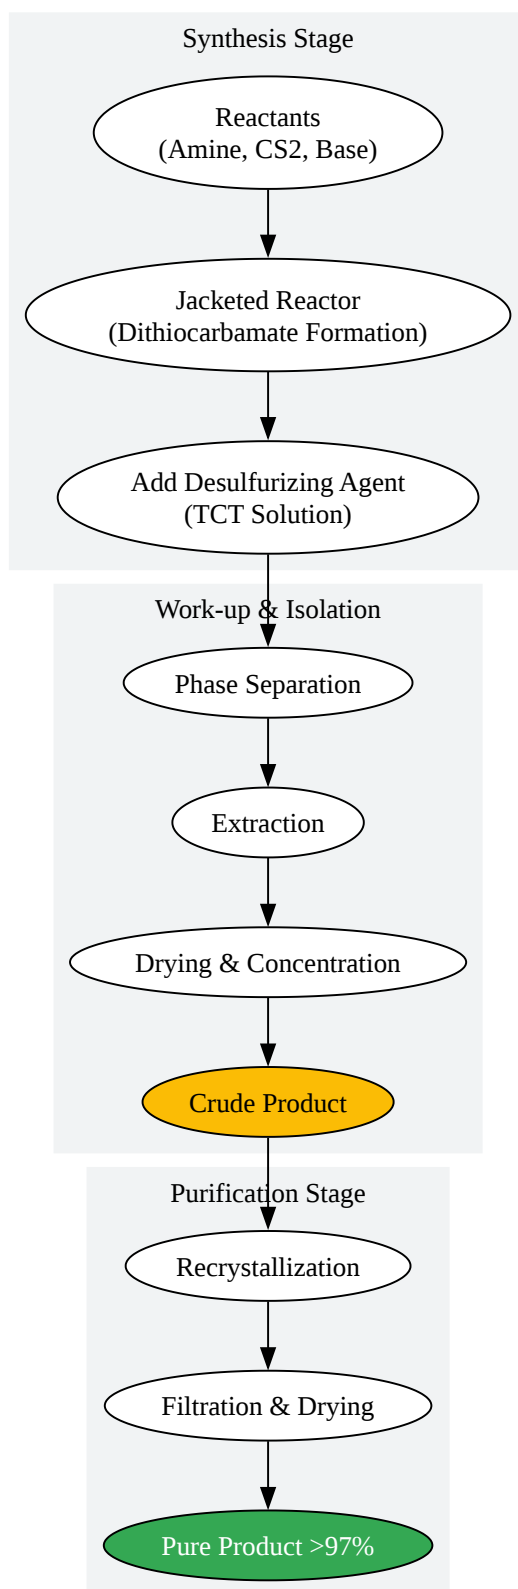 Synthesis Stage
Reactants
(Amine, CS2, Base)
Jacketed Reactor
(Dithiocarbamate Formation)
Add Desulfurizing Agent
(TCT Solution)
Work-up & Isolation
Phase Separation
Extraction
Drying & Concentration
Crude Product
Purification Stage
Recrystallization
Filtration & Drying
Pure Product >97%